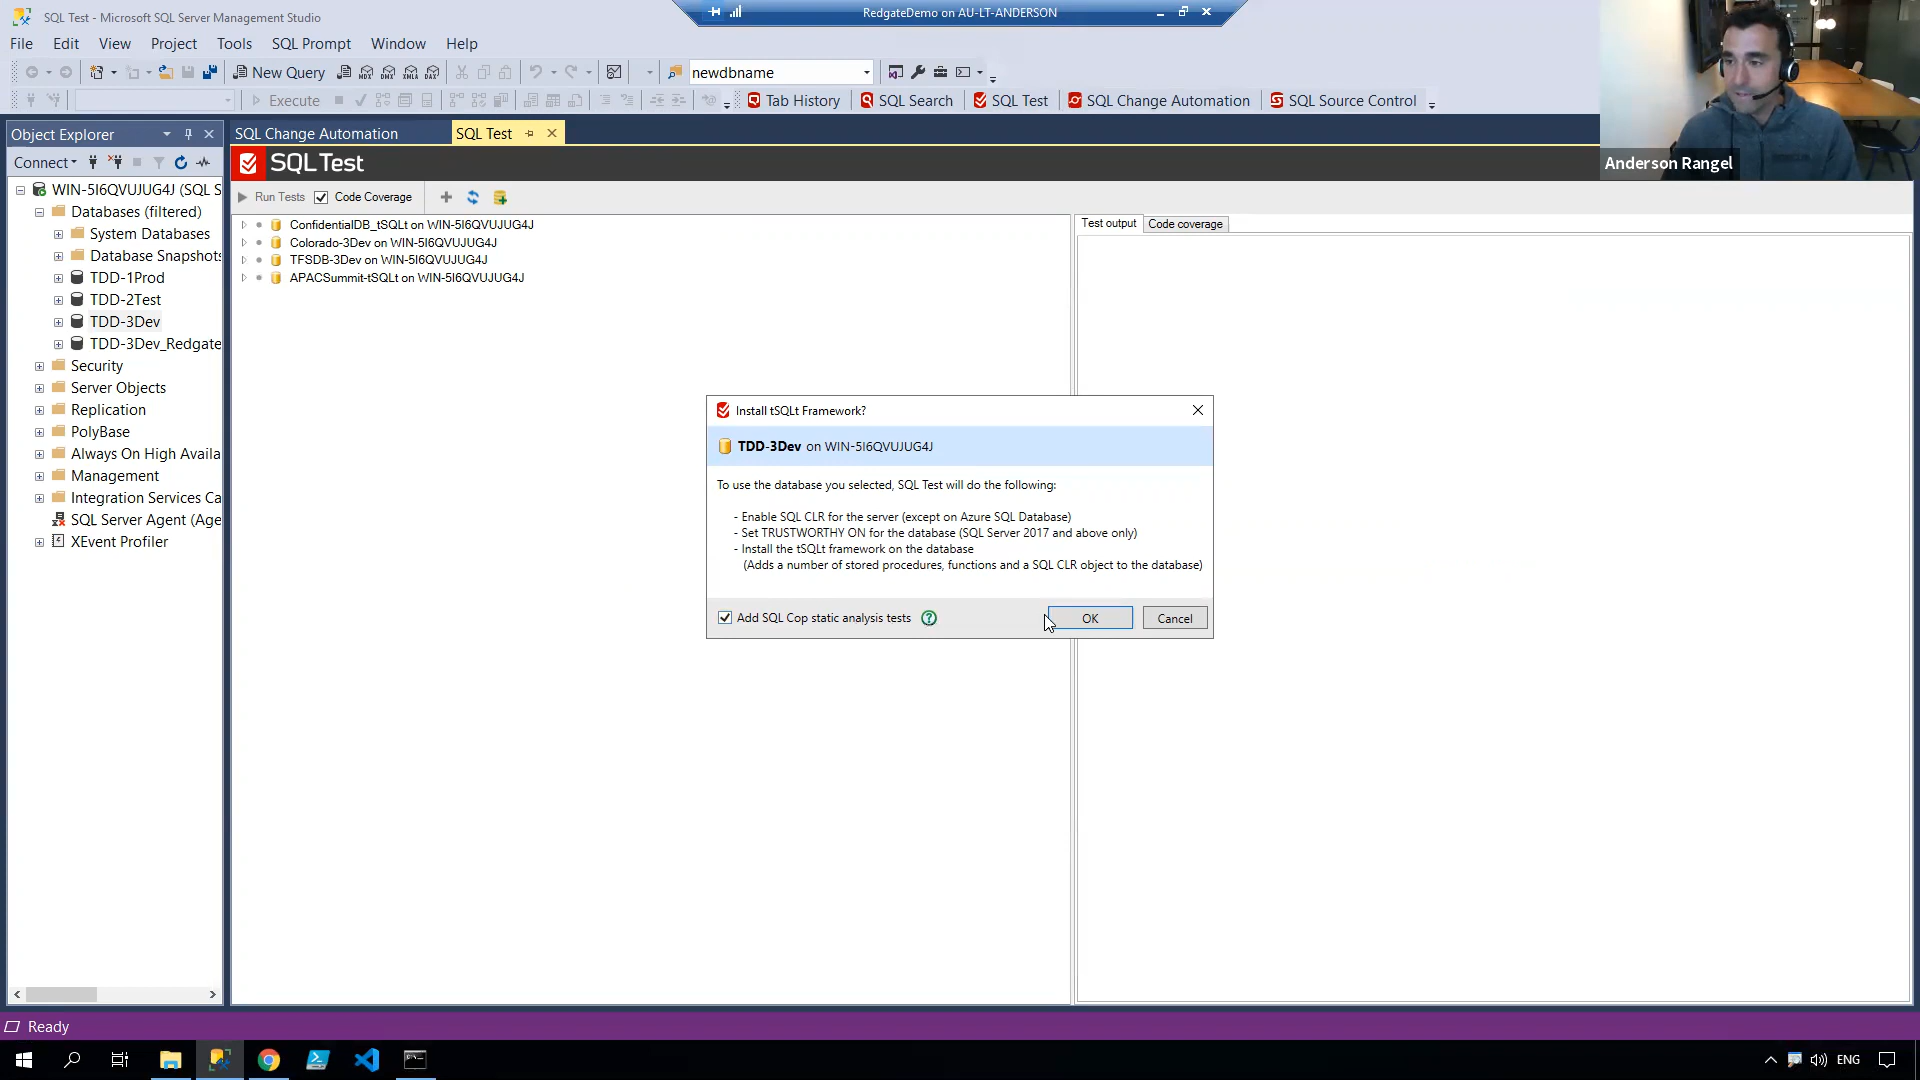 SQL Test - Microsoft SQL Server Management Studio
RedgateDemo on AU-LT-ANDERSON
File Edit View Project Tools SQL Prompt Window Help
New Query
MDX DMX XMLA DAX
newdbname
Execute
Tab History SQL Search SQL Test SQL Change Automation SQL Source Control
Anderson Rangel
Object Explorer
SQL Change Automation
SQL Test
Connect
SQL Test
Run Tests Code Coverage
WIN-5I6QVUJUG4J (SQL S
Databases (filtered)
System Databases
Database Snapshots
TDD-1Prod
TDD-2Test
TDD-3Dev
TDD-3Dev_Redgate
Security
Server Objects
Replication
PolyBase
Always On High Availa
Management
Integration Services Ca
SQL Server Agent (Age
XEvent Profiler
ConfidentialDB_tSQLt on WIN-5I6QVUJUG4J
Colorado-3Dev on WIN-5I6QVUJUG4J
TFSDB-3Dev on WIN-5I6QVUJUG4J
APACSummit-tSQLt on WIN-5I6QVUJUG4J
Test output Code coverage
Install tSQLt Framework?
TDD-3Dev on WIN-5I6QVUJUG4J
To use the database you selected, SQL Test will do the following:
- Enable SQL CLR for the server (except on Azure SQL Database)
- Set TRUSTWORTHY ON for the database (SQL Server 2017 and above only)
- Install the tSQLt framework on the database
(Adds a number of stored procedures, functions and a SQL CLR object to the database)
Add SQL Cop static analysis tests ?
OK
Cancel
Ready
ENG